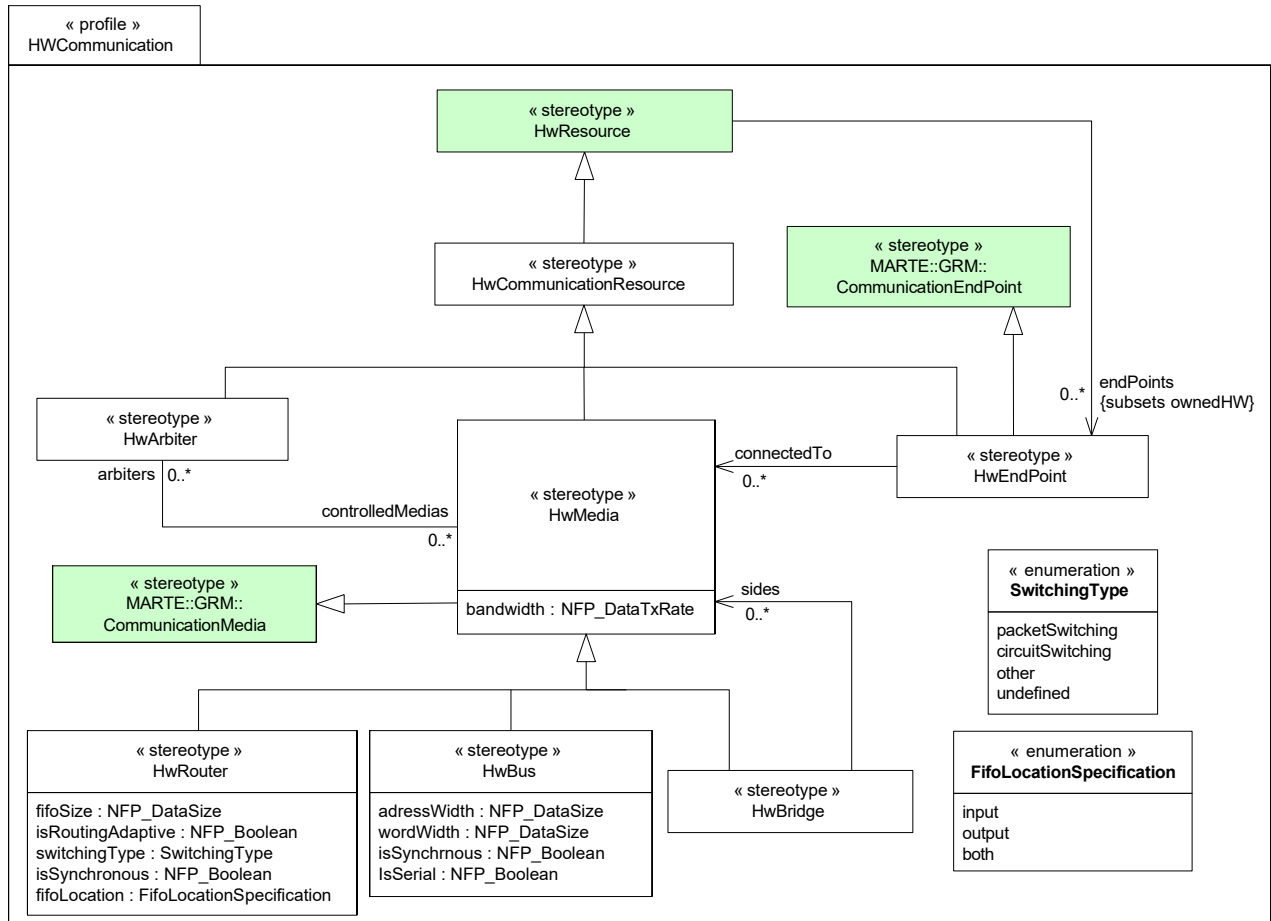 « profile »
HWCommunication
« stereotype »
HwResource
« stereotype »
HwCommunicationResource
« stereotype »
MARTE::GRM::
CommunicationEndPoint
endPoints
0..*
{subsets ownedHW}
« stereotype »
HwArbiter
arbiters
0..*
controlledMedias
0..*
« stereotype »
HwMedia
bandwidth : NFP_DataTxRate
connectedTo
0..*
« stereotype »
HwEndPoint
« stereotype »
MARTE::GRM::
CommunicationMedia
sides
0..*
« enumeration »
SwitchingType
packetSwitching
circuitSwitching
other
undefined
« stereotype »
HwRouter
fifoSize : NFP_DataSize
isRoutingAdaptive : NFP_Boolean
switchingType : SwitchingType
isSynchronous : NFP_Boolean
fifoLocation : FifoLocationSpecification
« stereotype »
HwBus
adressWidth : NFP_DataSize
wordWidth : NFP_DataSize
isSynchrnous : NFP_Boolean
IsSerial : NFP_Boolean
« stereotype »
HwBridge
« enumeration »
FifoLocationSpecification
input
output
both